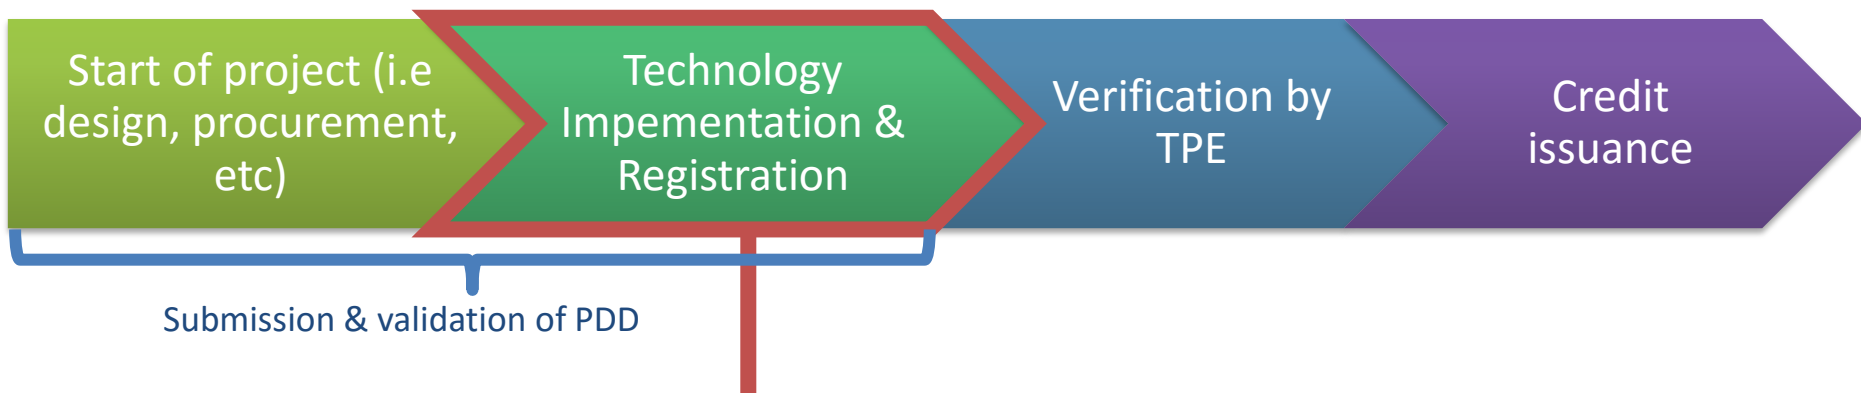 Start of project (i.e
design, procurement,
etc)
Technology
Impementation &
Registration
Verification by
TPE
Credit
issuance
Submission & validation of PDD